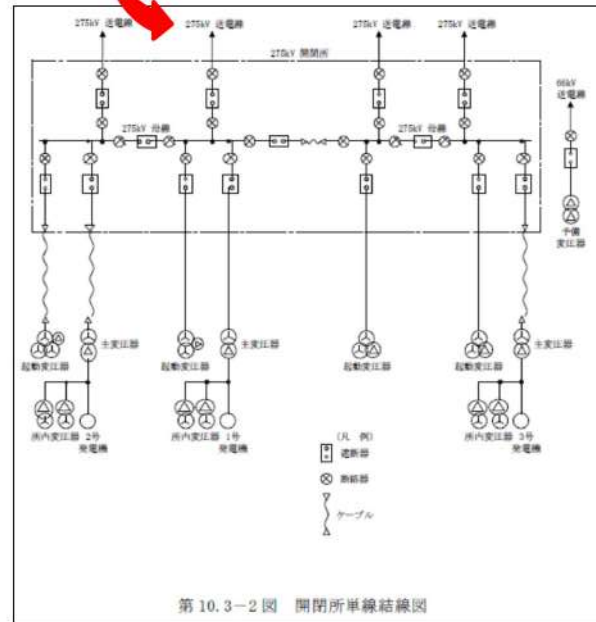 275kV 送電線
275kV 送電線
275kV 送電線
275kV 送電線
275kV 開閉所
66kV
送電線
275kV 母線
275kV 母線
予備
変圧器
起動変圧器
主変圧器
起動変圧器
主変圧器
起動変圧器
起動変圧器
主変圧器
所内変圧器 2号
発電機
所内変圧器 1号
発電機
所内変圧器 3号
発電機
(凡 例)
遮断器
断路器
ケーブル
第 10.3-2 図 開閉所単線結線図